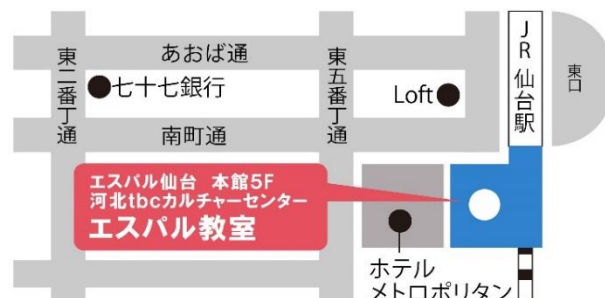 あおば通
東二番丁通
七十七銀行
東五番丁通
Loft
JR仙台駅
東口
南町通
エスパル仙台 本館5F
河北tbcカルチャーセンター
エスパル教室
ホテル
メトロポリタン